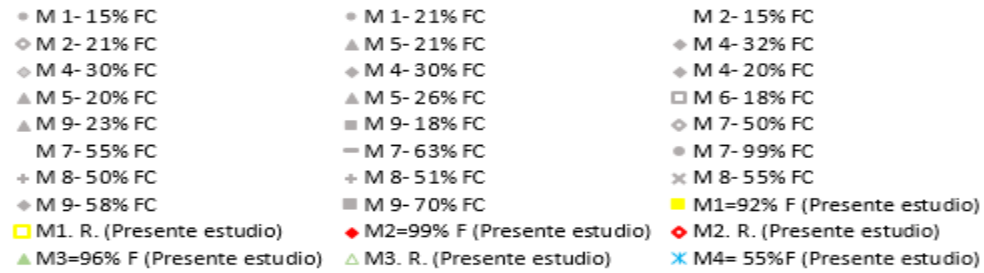 M 1- 15% FC M 1- 21% FC M 2- 15% FC
M 2- 21% FC M 5- 21% FC M 4- 32% FC
M 4- 30% FC M 4- 30% FC M 4- 20% FC
M 5- 20% FC M 5- 26% FC M 6- 18% FC
M 9- 23% FC M 9- 18% FC M 7- 50% FC
M 7- 55% FC M 7- 63% FC M 7- 99% FC
M 8- 50% FC M 8- 51% FC M 8- 55% FC
M 9- 58% FC M 9- 70% FC M1=92% F (Presente estudio)
M1. R. (Presente estudio) M2=99% F (Presente estudio) M2. R. (Presente estudio)
M3=96% F (Presente estudio) M3. R. (Presente estudio) M4= 55%F (Presente estudio)